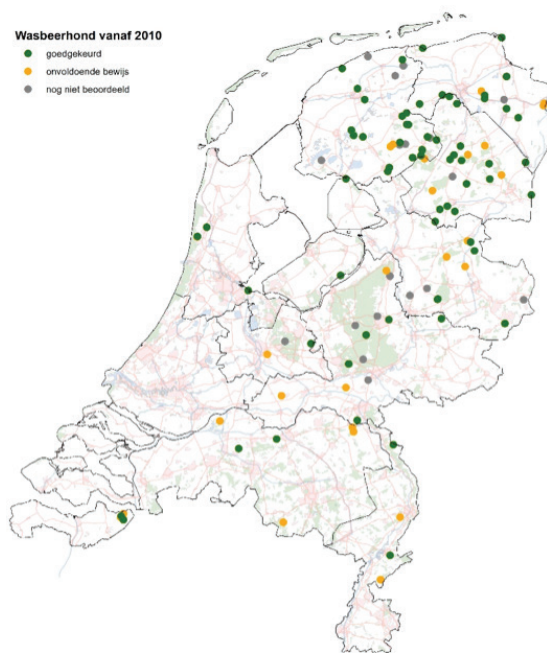 Wasbeerhond vanaf 2010
goedgekeurd
onvoldoende bewijs
nog niet beoordeeld